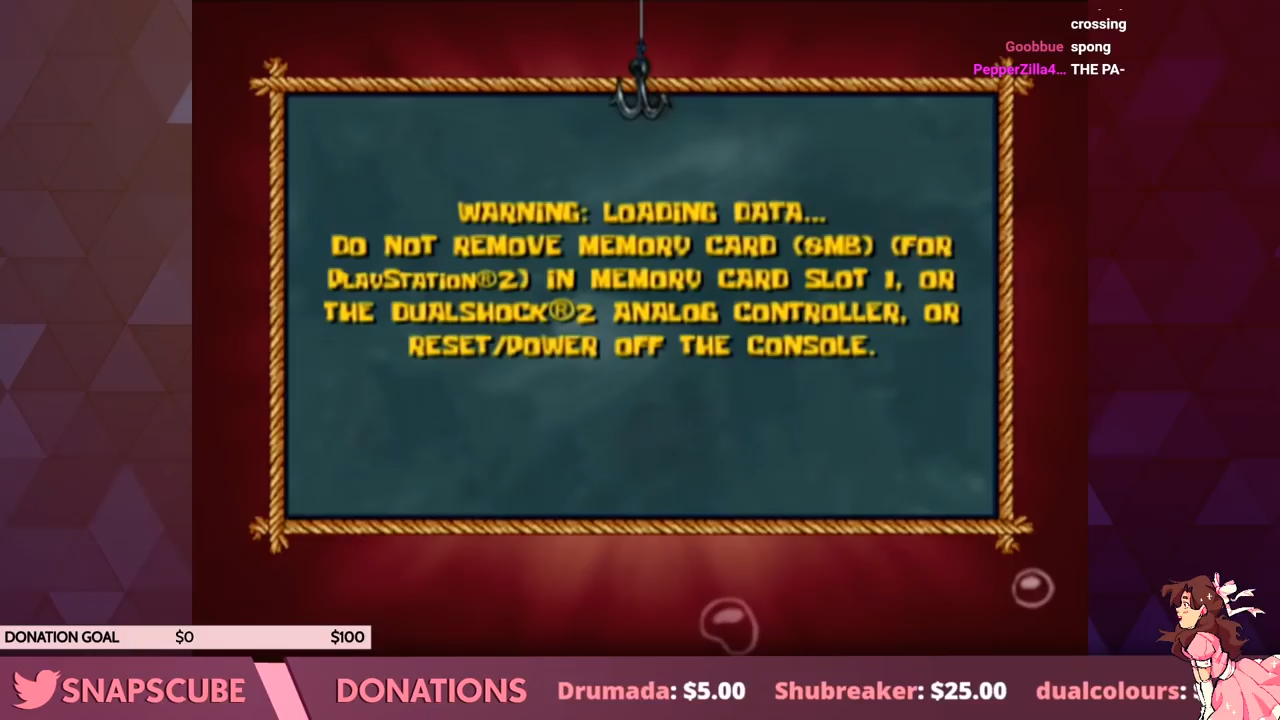 crossing
Goobbue spong
PepperZilla4… THE PA-
WARNING: LOADING DATA...
DO NOT REMOVE MEMORY CARD (8MB) (FOR
PLAYSTATION®2) IN MEMORY CARD SLOT 1, OR
THE DUALSHOCK®2 ANALOG CONTROLLER, OR
RESET/POWER OFF THE CONSOLE.
DONATION GOAL $0 $100
SNAPSCUBE DONATIONS Drumada: $5.00 Shubreaker: $25.00 dualcolours: